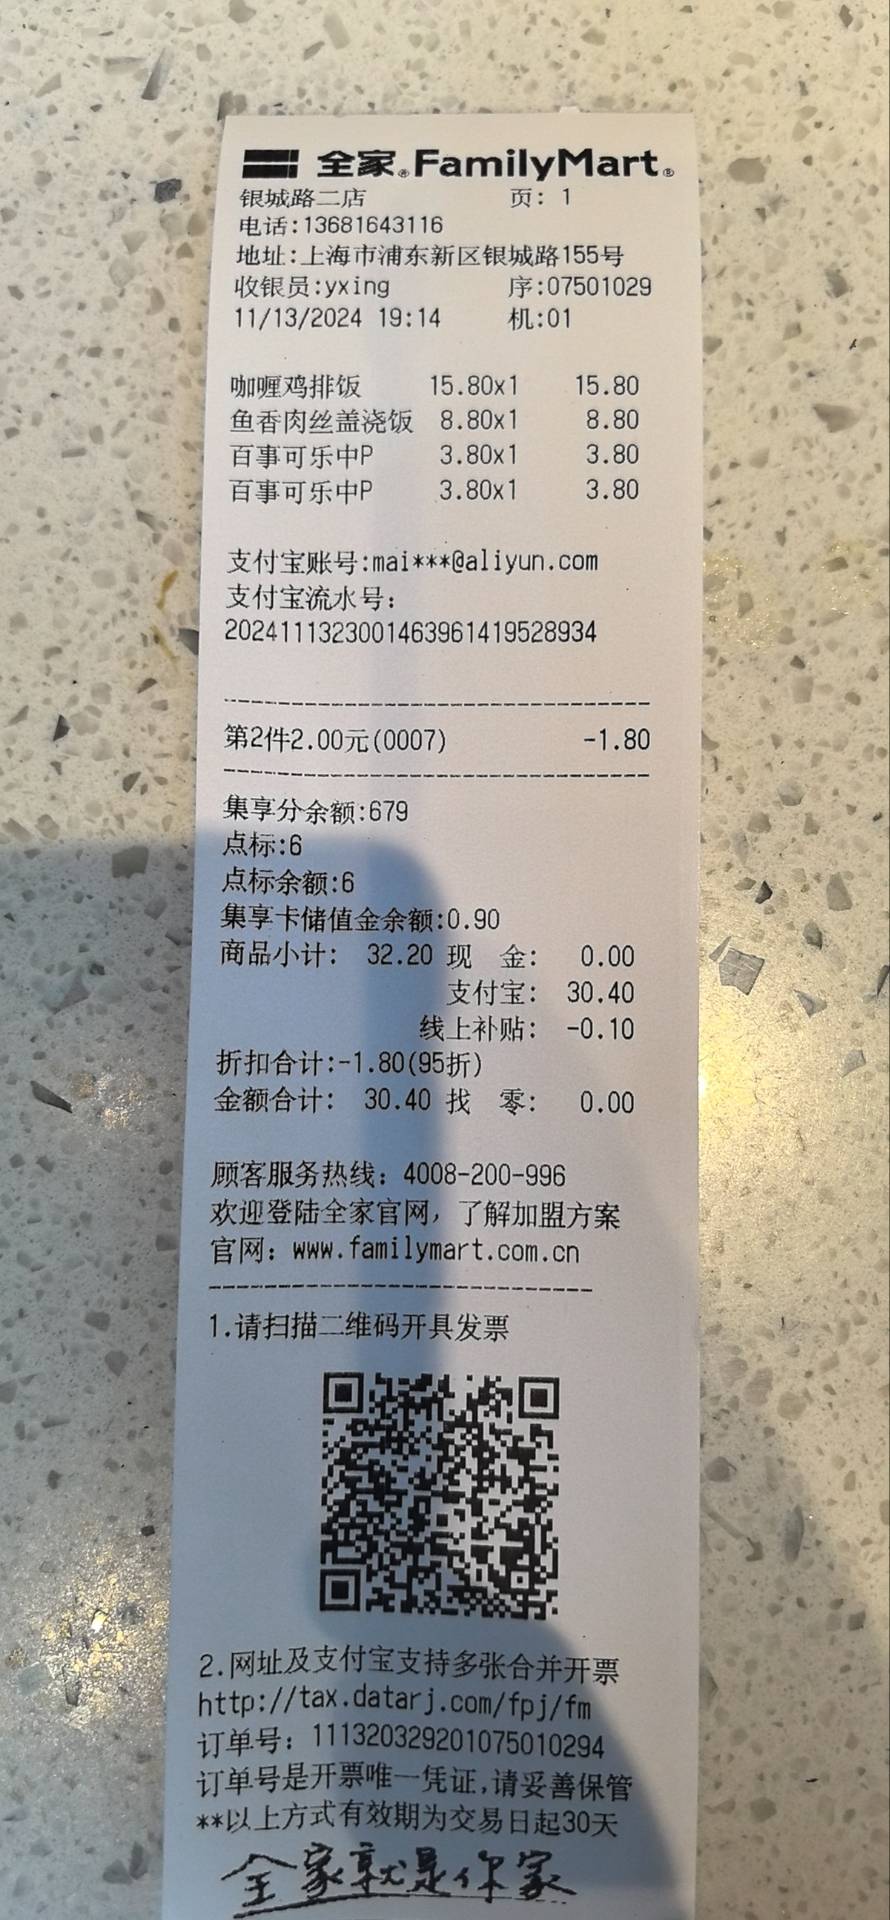 全家®FamilyMart®
银城路二店 页: 1
电话:13681643116
地址:上海市浦东新区银城路155号
收银员:yxing 序:07501029
11/13/2024 19:14 机:01
咖喱鸡排饭 15.80x1 15.80
鱼香肉丝盖浇饭 8.80x1 8.80
百事可乐中P 3.80x1 3.80
百事可乐中P 3.80x1 3.80
支付宝账号:mai***@aliyun.com
支付宝流水号:
2024111323001463961419528934
第2件2.00元(0007) -1.80
集享分余额:679
点标:6
点标余额:6
集享卡储值金余额:0.90
商品小计: 32.20 现 金: 0.00
支付宝: 30.40
线上补贴: -0.10
折扣合计:-1.80(95折)
金额合计: 30.40 找 零: 0.00
顾客服务热线: 4008-200-996
欢迎登陆全家官网, 了解加盟方案
官网: www.familymart.com.cn
1.请扫描二维码开具发票
2.网址及支付宝支持多张合并开票
http://tax.datarj.com/fpj/fm
订单号: 111320329201075010294
订单号是开票唯一凭证,请妥善保管
**以上方式有效期为交易日起30天
全家就是你家